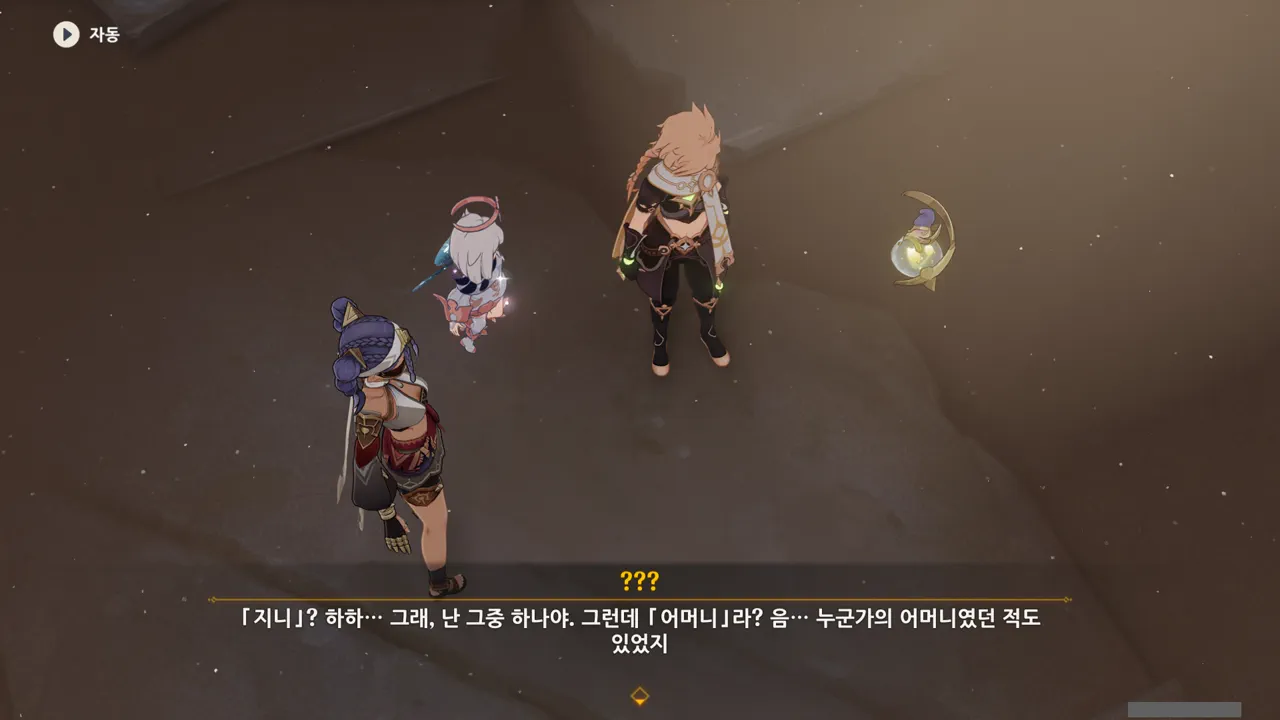 자동
???
「지니」? 하하… 그래, 난 그중 하나야. 그런데 「어머니」라? 음… 누군가의 어머니였던 적도
있었지